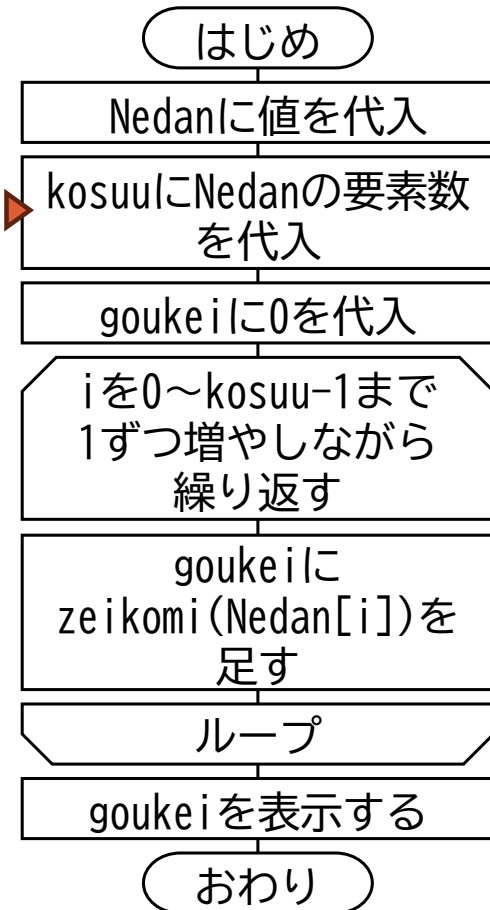 はじめ
Nedanに値を代入
kosuuにNedanの要素数
を代入
goukeiに0を代入
iを0～kosuu-1まで
1ずつ増やしながら
繰り返す
goukeiに
zeikomi(Nedan[i])を
足す
ループ
goukeiを表示する
おわり